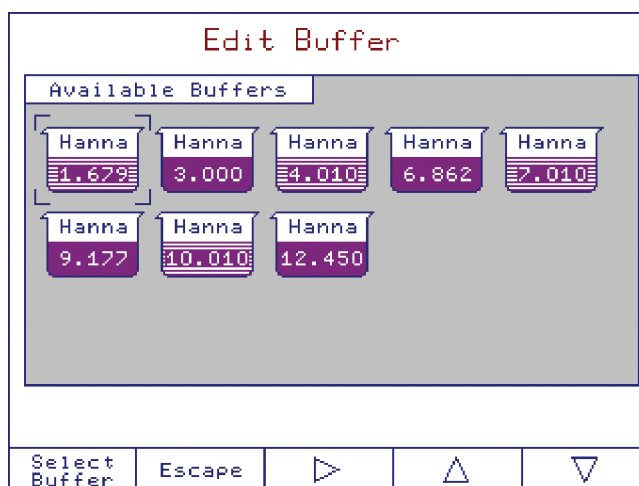 Edit Buffer
Available Buffers
Hanna Hanna Hanna Hanna Hanna
1.679 3.000 4.010 6.862 7.010
Hanna Hanna Hanna
9.177 10.010 12.450
Select Escape
Buffer